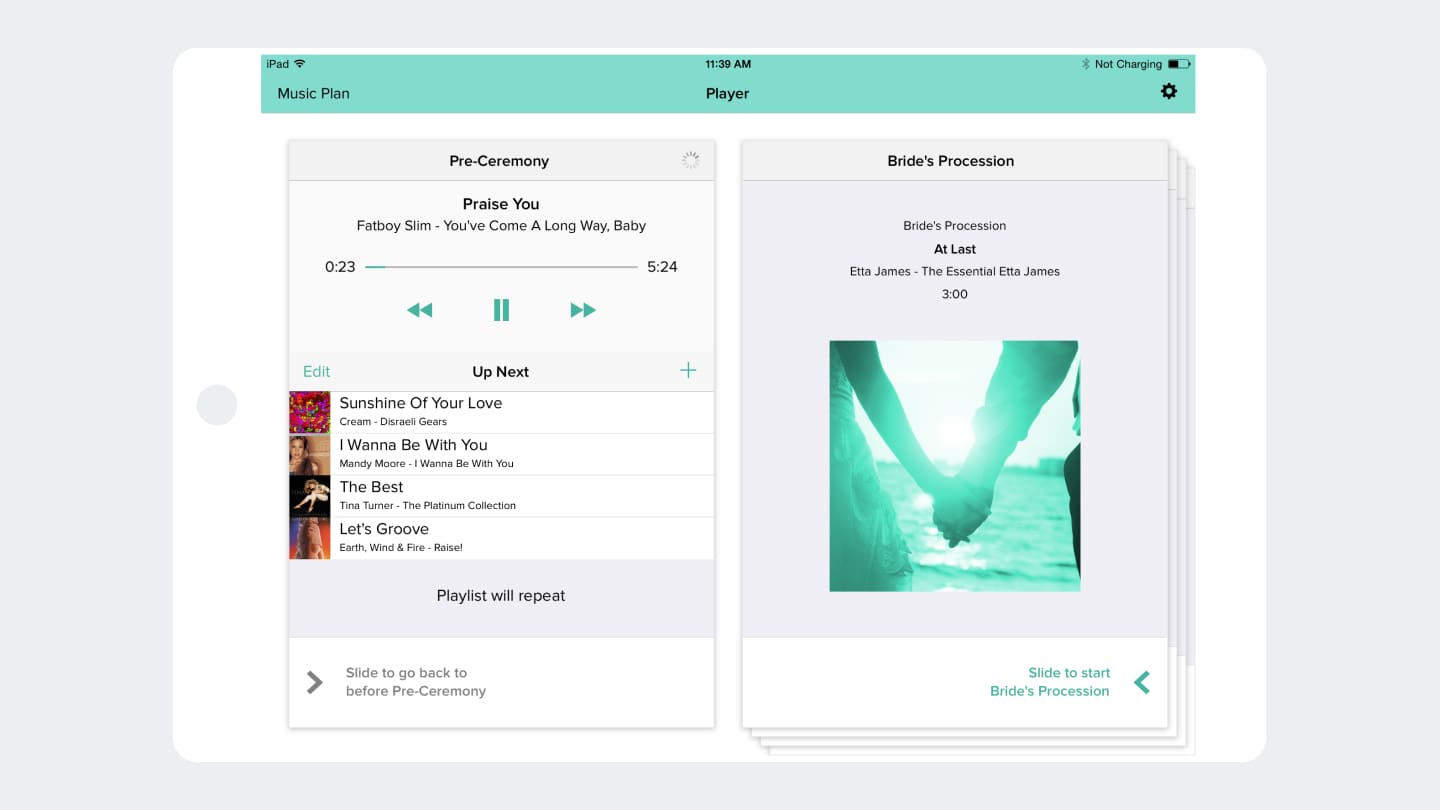 iPad
11:39 AM
Not Charging
Music Plan
Player
Pre-Ceremony
Praise You
Fatboy Slim - You've Come A Long Way, Baby
0:23
5:24
Edit
Up Next
Sunshine Of Your Love
Cream - Disraeli Gears
I Wanna Be With You
Mandy Moore - I Wanna Be With You
The Best
Tina Turner - The Platinum Collection
Let's Groove
Earth, Wind & Fire - Raise!
Playlist will repeat
Slide to go back to
before Pre-Ceremony
Bride's Procession
Bride's Procession
At Last
Etta James - The Essential Etta James
3:00
Slide to start
Bride's Procession